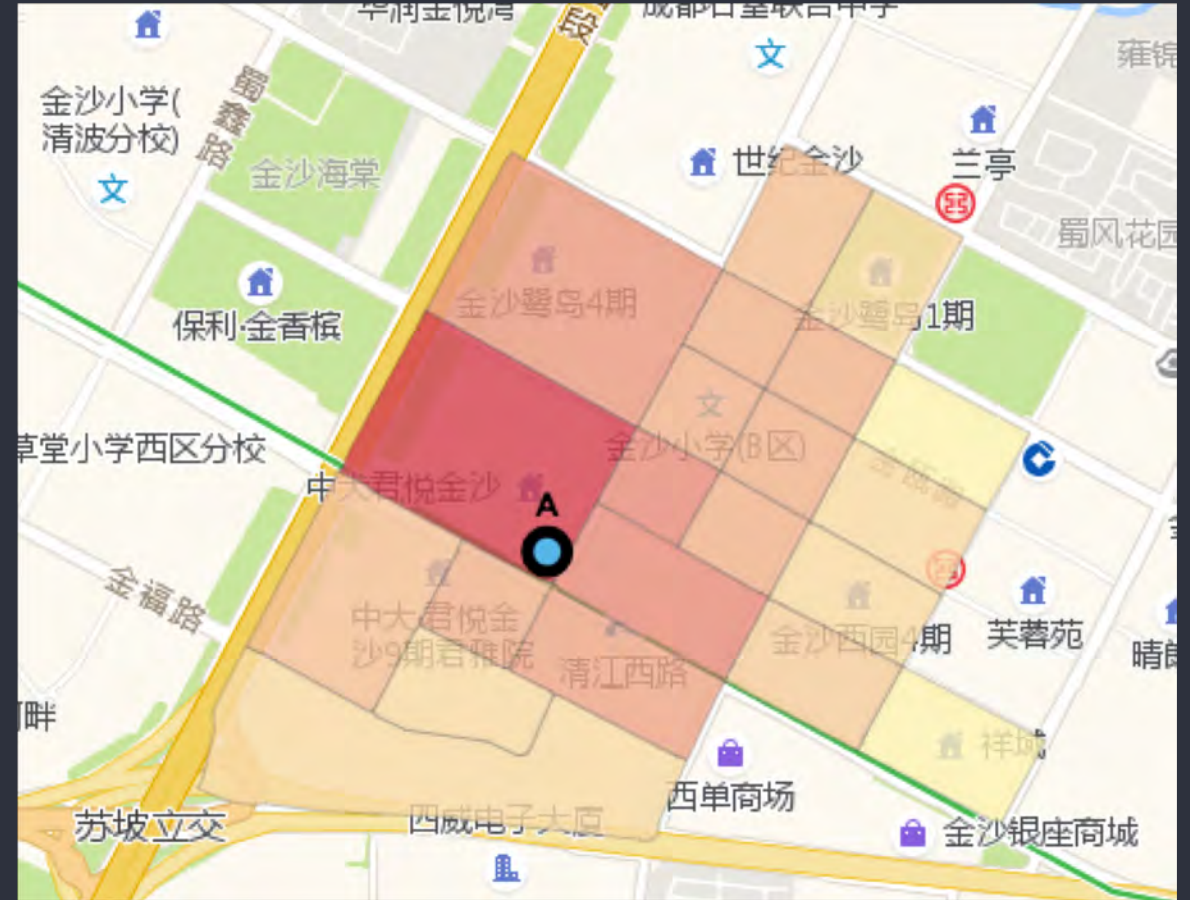 华润金悦湾
段
成都石室联合中学
雍锦
金沙小学(
清波分校)
蜀鑫路
金沙海棠
世纪金沙
兰亭
蜀风花园
金沙鹭岛4期
金沙鹭岛1期
保利·金香槟
草堂小学西区分校
金沙小学(B区)
中大君悦金沙
A
金福路
中大·君悦金
沙9期君雅院
清江西路
金沙西园4期
芙蓉苑
晴朗
河畔
祥域
西单商场
苏坡立交
四威电子大厦
金沙银座商城